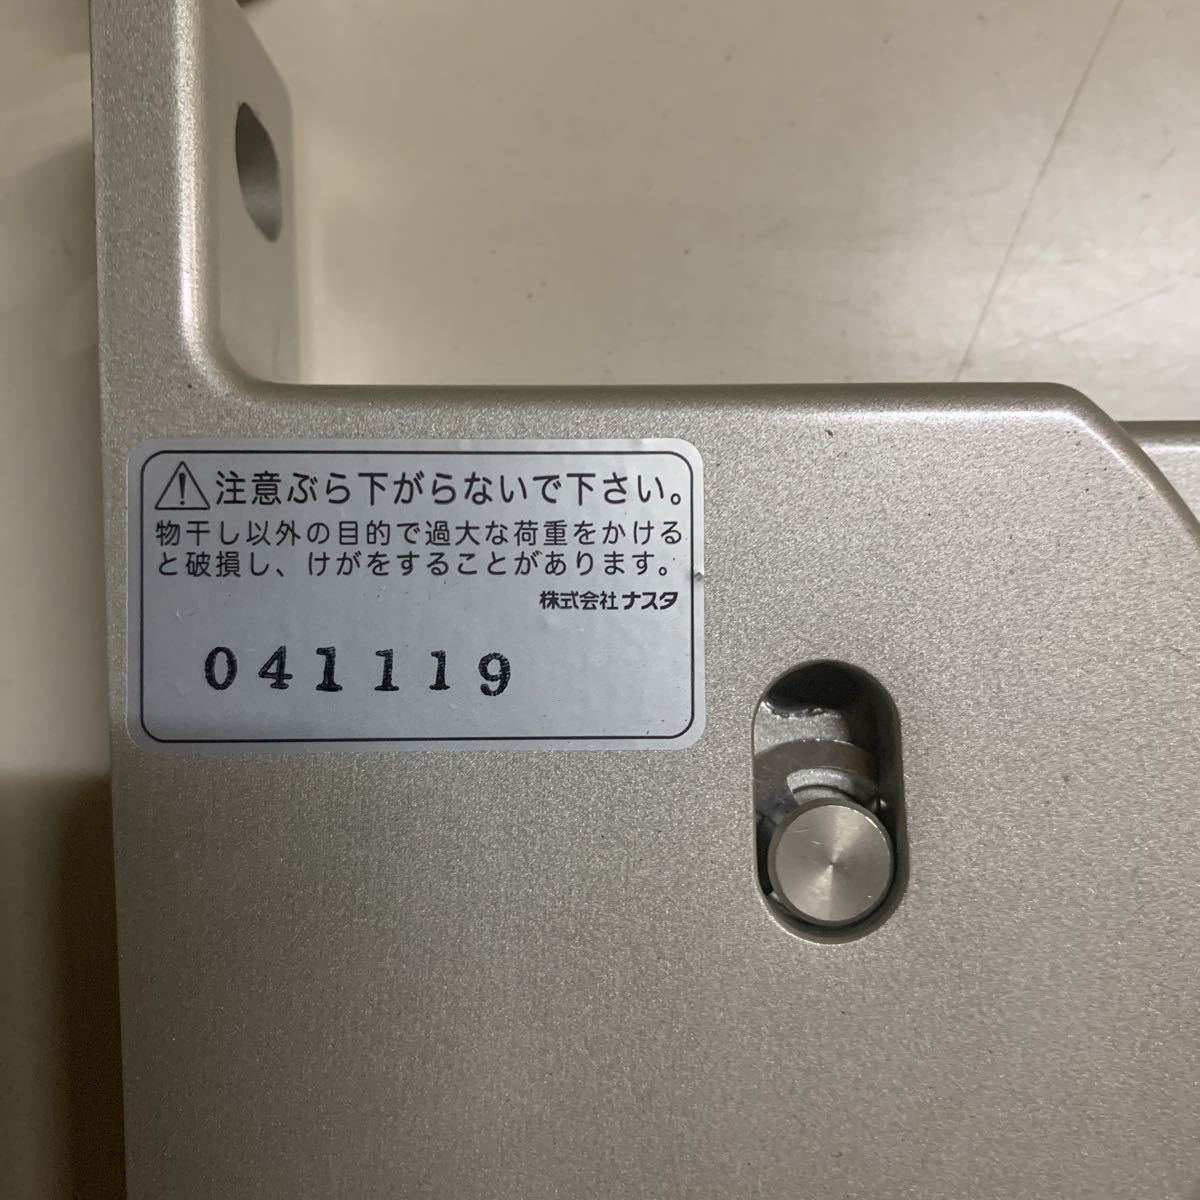 注意ぶら下がらないで下さい。
物干し以外の目的で過大な荷重をかける
と破損し、けがをすることがあります。
株式会社ナスタ
041119